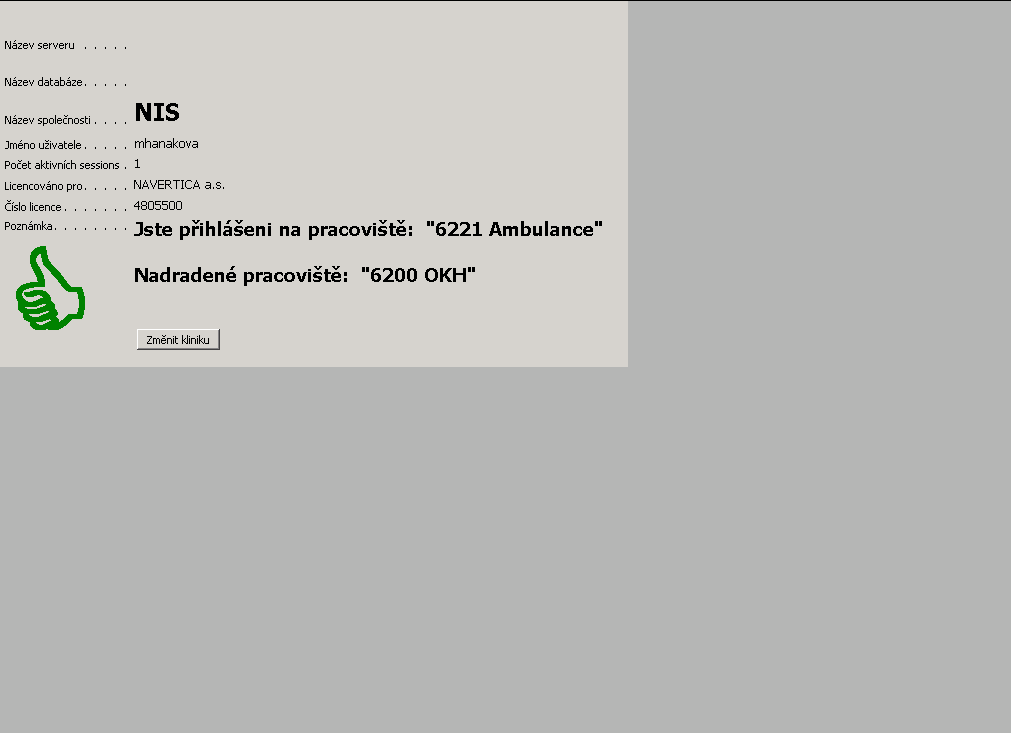 Název serveru . . . . .
Název databáze . . . . .
Název společnosti . . . . NIS
Jméno uživatele . . . . . mhanakova
Počet aktivních sessions . 1
Licencováno pro . . . . . NAVERTICA a.s.
Číslo licence . . . . . . . 4805500
Poznámka . . . . . . . . Jste přihlášeni na pracoviště: "6221 Ambulance"
Nadradené pracoviště: "6200 OKH"
Změnit kliniku